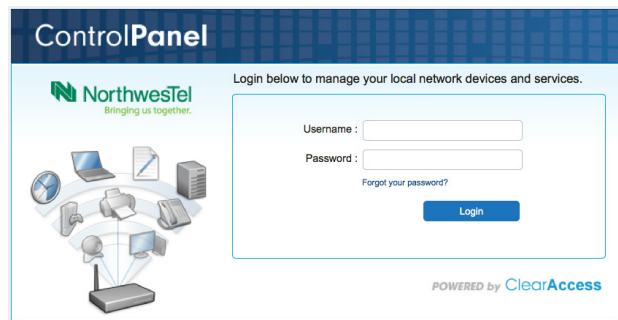 ControlPanel
NorthwesTel
Bringing us together.
Login below to manage your local network devices and services.
Username :
Password :
Forgot your password?
Login
POWERED by ClearAccess